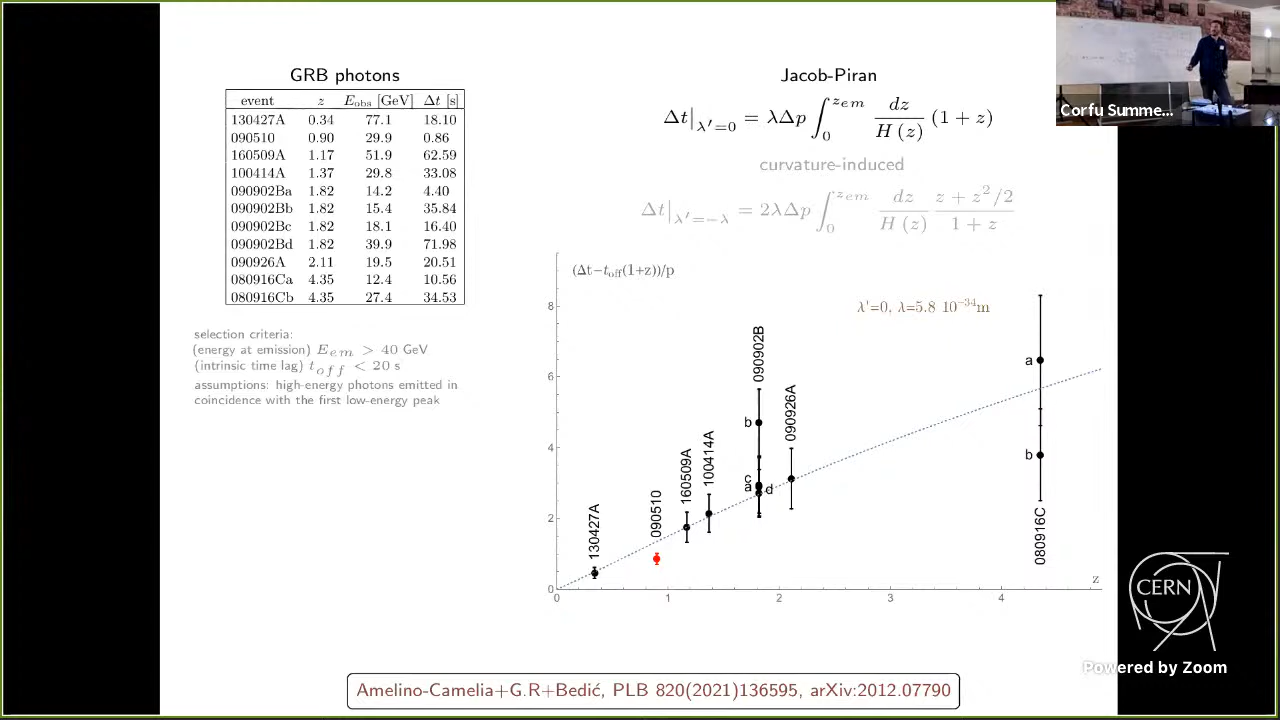 GRB photons
event z E_obs [GeV] Δt [s]
130427A 0.34 77.1 18.10
090510 0.90 29.9 0.86
160509A 1.17 51.9 62.59
100414A 1.37 29.8 33.08
090902Ba 1.82 14.2 4.40
090902Bb 1.82 15.4 35.84
090902Bc 1.82 18.1 16.40
090902Bd 1.82 39.9 71.98
090926A 2.11 19.5 20.51
080916Ca 4.35 12.4 10.56
080916Cb 4.35 27.4 34.53
selection criteria:
(energy at emission) E_em > 40 GeV
(intrinsic time lag) t_off < 20 s
assumptions: high-energy photons emitted in
coincidence with the first low-energy peak
Jacob-Piran
Δt|_{λ′=0} = λΔp ∫_0^{z_em} dz/H(z) (1 + z)
curvature-induced
Δt|_{λ′=−λ} = 2λΔp ∫_0^{z_em} dz/H(z) (z + z²/2)/(1 + z)
(Δt−t_off(1+z))/p
λ'=0, λ=5.8 10⁻³⁴m
8
6
4
2
0
0 1 2 3 4
z
130427A
090510
160509A
100414A
090902B
b
c
a
d
090926A
a
b
080916C
Amelino-Camelia+G.R+Bedić, PLB 820(2021)136595, arXiv:2012.07790
Corfu Summe...
CERN
Powered by Zoom